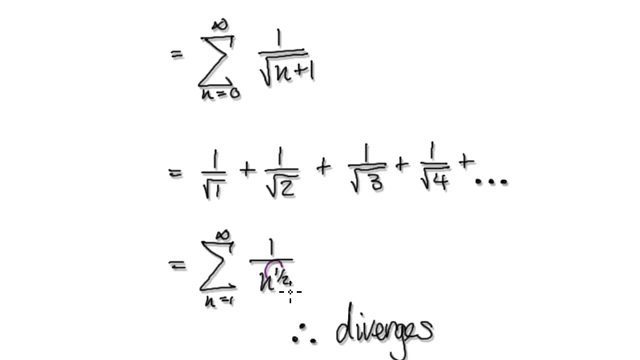 = ∞ ∑ n=0 1/√(n+1)
= 1/√1 + 1/√2 + 1/√3 + 1/√4 + ...
= ∞ ∑ n=1 1/n^1/2
∴ diverges